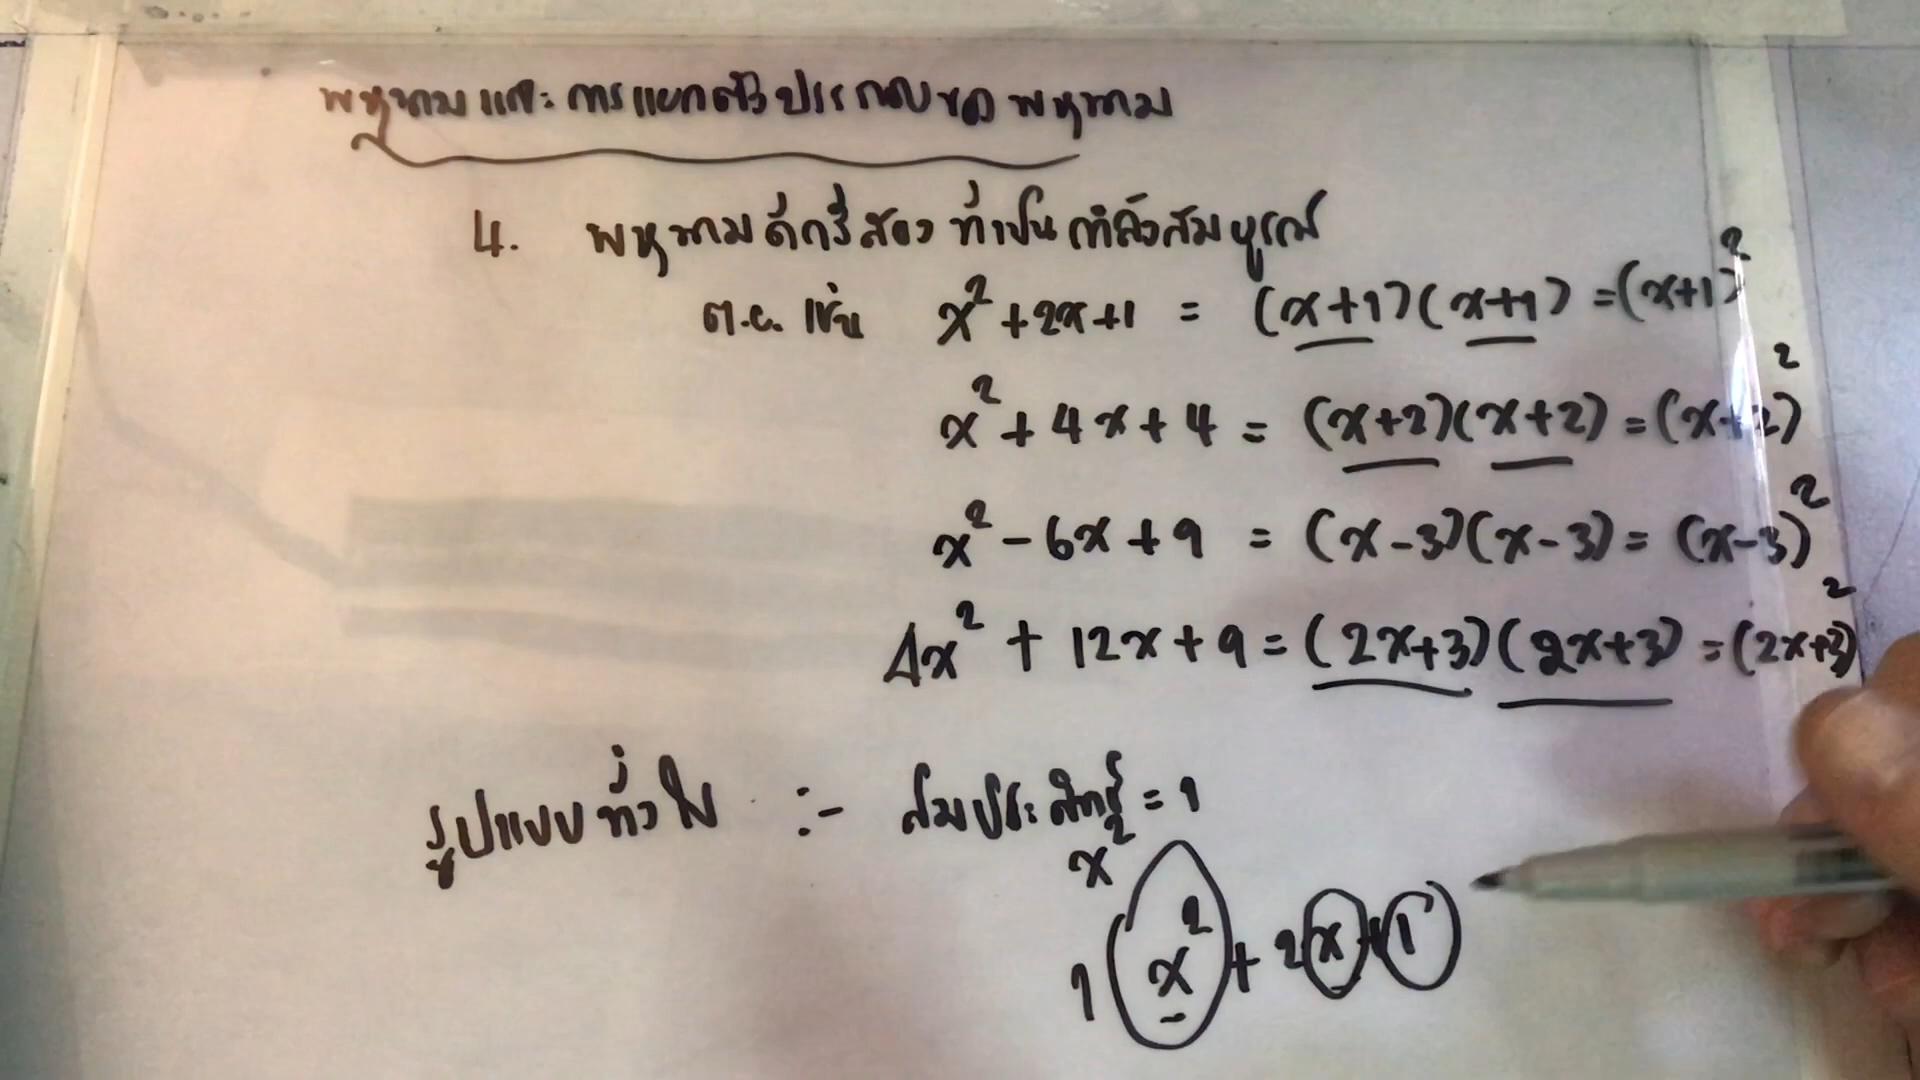 พหุนามและการแยกตัวประกอบของพหุนาม
4. พหุนามดีกรีสอง ที่เป็นกำลังสมบูรณ์
ต.ย. เช่น x² + 2x + 1 = (x+1)(x+1) = (x+1)²
x² + 4x + 4 = (x+2)(x+2) = (x+2)²
x² - 6x + 9 = (x-3)(x-3) = (x-3)²
4x² + 12x + 9 = (2x+3)(2x+3) = (2x+3)²
รูปแบบทั่วไป :- สมประสิทธิ์ = 1
x²
1 x² + 2x + 1